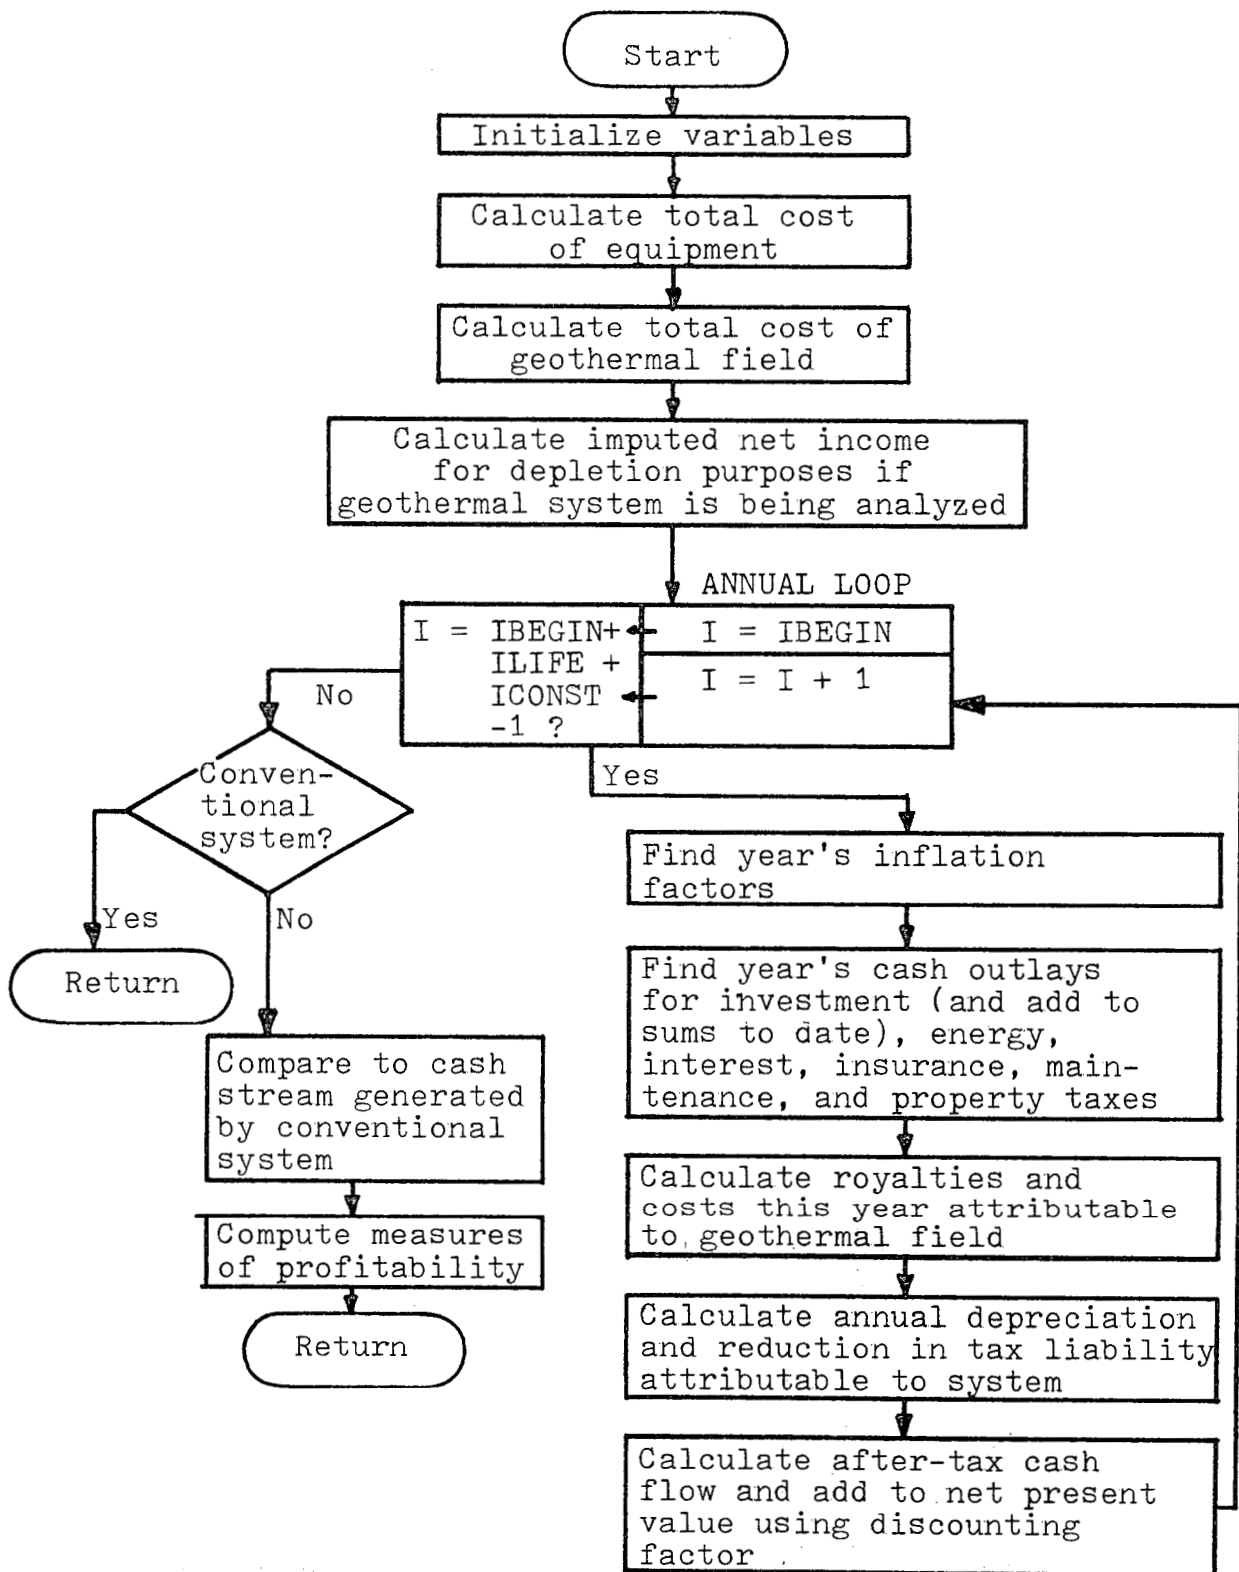 Start
Initialize variables
Calculate total cost
of equipment
Calculate total cost of
geothermal field
Calculate imputed net income
for depletion purposes if
geothermal system is being analyzed
ANNUAL LOOP
I = IBEGIN+
ILIFE +
ICONST
-1 ?
I = IBEGIN
I = I + 1
No
Yes
Conven-
tional
system?
Yes
No
Return
Compare to cash
stream generated
by conventional
system
Compute measures
of profitability
Return
Find year's inflation
factors
Find year's cash outlays
for investment (and add to
sums to date), energy,
interest, insurance, main-
tenance, and property taxes
Calculate royalties and
costs this year attributable
to geothermal field
Calculate annual depreciation
and reduction in tax liability
attributable to system
Calculate after-tax cash
flow and add to net present
value using discounting
factor